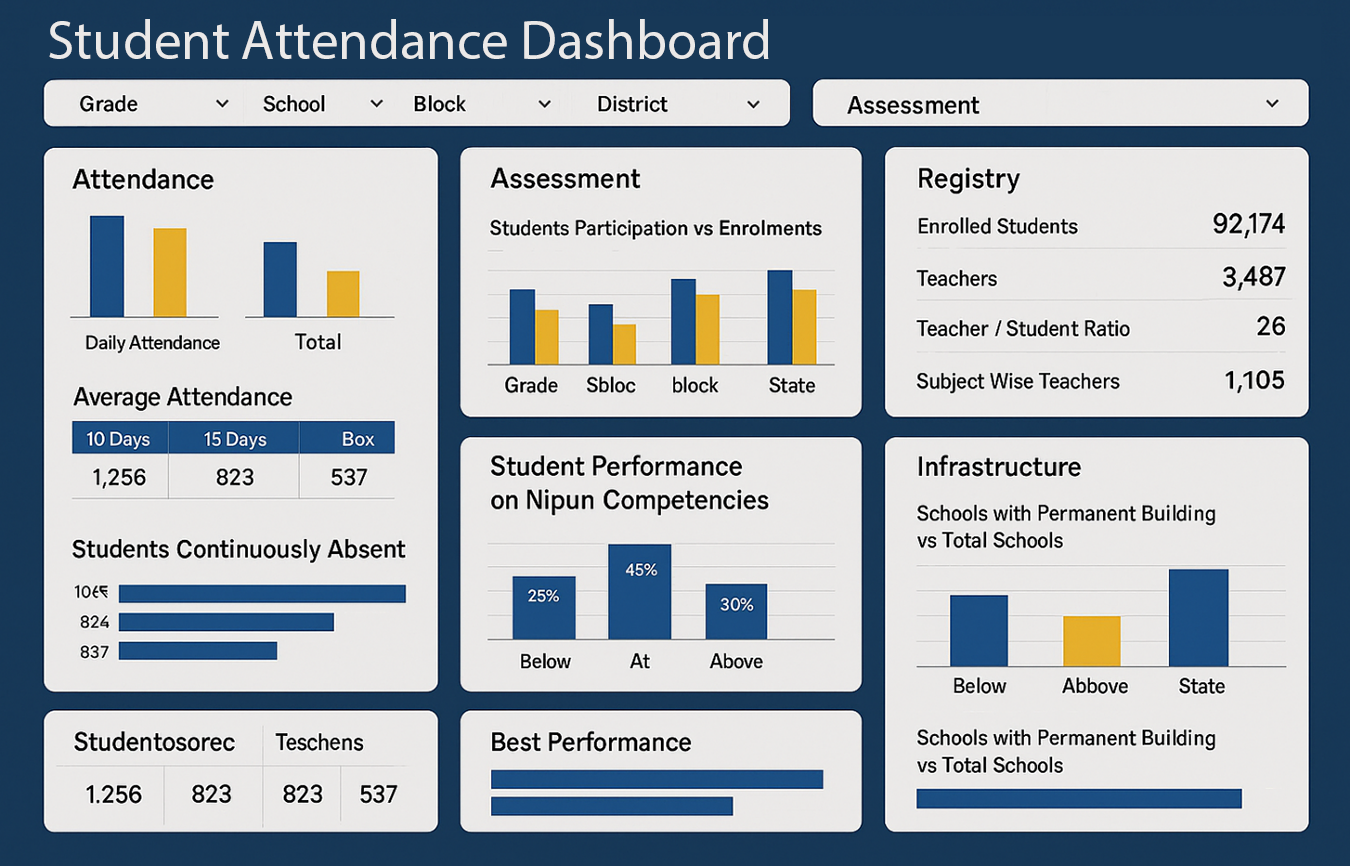 Student Attendance Dashboard
Grade School Block District
Assessment
Attendance
Daily Attendance Total
Average Attendance
10 Days 15 Days Box
1,256 823 537
Students Continuously Absent
824
837
Studentosorec Teschens
1.256 823 823 537
Assessment
Students Participation vs Enrolments
Grade Sbloc block State
Student Performance
on Nipun Competencies
25% 45% 30%
Below At Above
Best Performance
Registry
Enrolled Students 92,174
Teachers 3,487
Teacher / Student Ratio 26
Subject Wise Teachers 1,105
Infrastructure
Schools with Permanent Building
vs Total Schools
Below Abbove State
Schools with Permanent Building
vs Total Schools